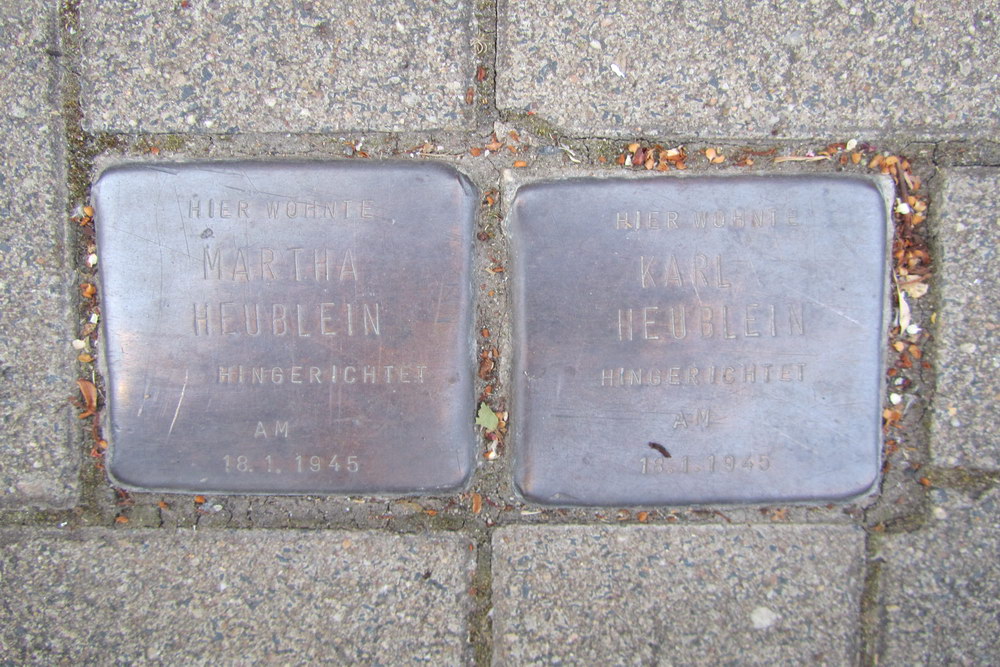 HIER WOHNTE
MARTHA
HEUBLEIN
HINGERICHTET
AM
18.1.1945
HIER WOHNTE
KARL
HEUBLEIN
HINGERICHTET
AM
18.1.1945